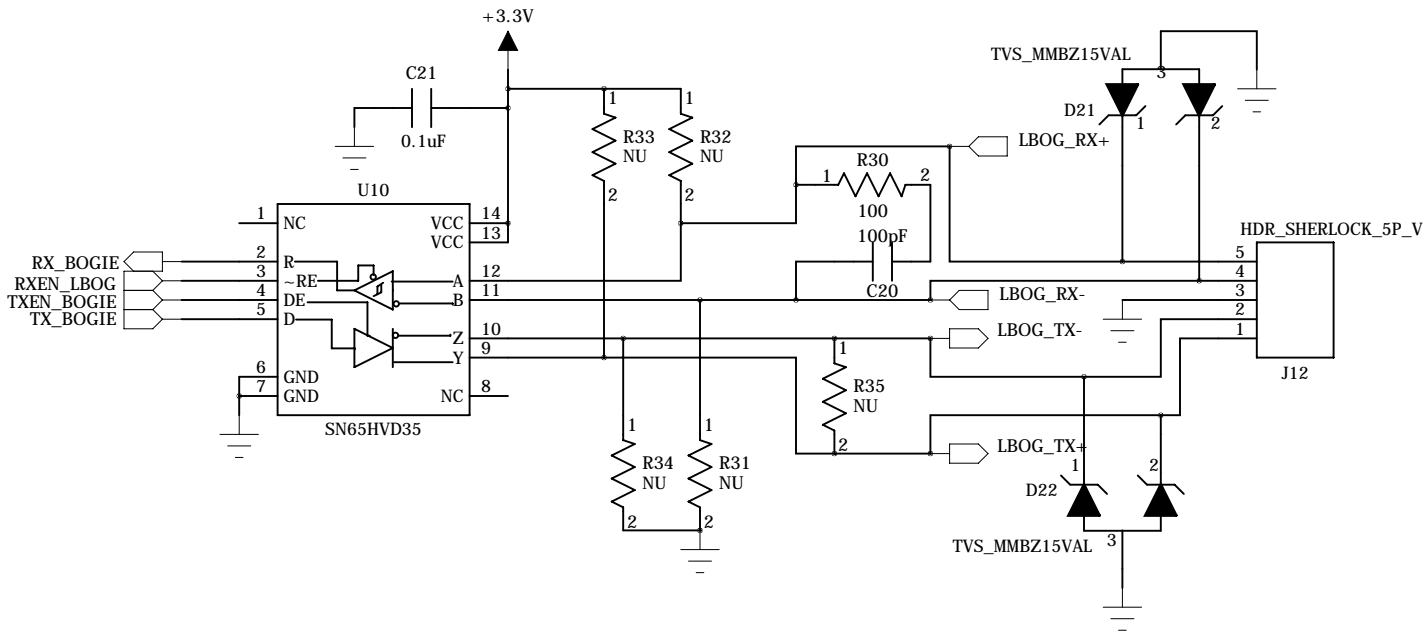 +3.3V
TVS_MMBZ15VAL
C21
0.1uF
3
D21
1
2
1
R33
NU
2
1
R32
NU
2
LBOG_RX+
R30
1
2
100
100pF
C20
U10
1
NC
VCC
14
VCC
13
HDR_SHERLOCK_5P_V
RX_BOGIE
2
R
RXEN_LBOG
3
~RE
A
12
TXEN_BOGIE
4
DE
B
11
TX_BOGIE
5
D
Z
10
Y
9
6
GND
7
GND
NC
8
SN65HVD35
LBOG_RX-
LBOG_TX-
5
4
3
2
1
J12
1
R35
NU
2
LBOG_TX+
1
R34
NU
2
1
R31
NU
2
1
2
D22
3
TVS_MMBZ15VAL